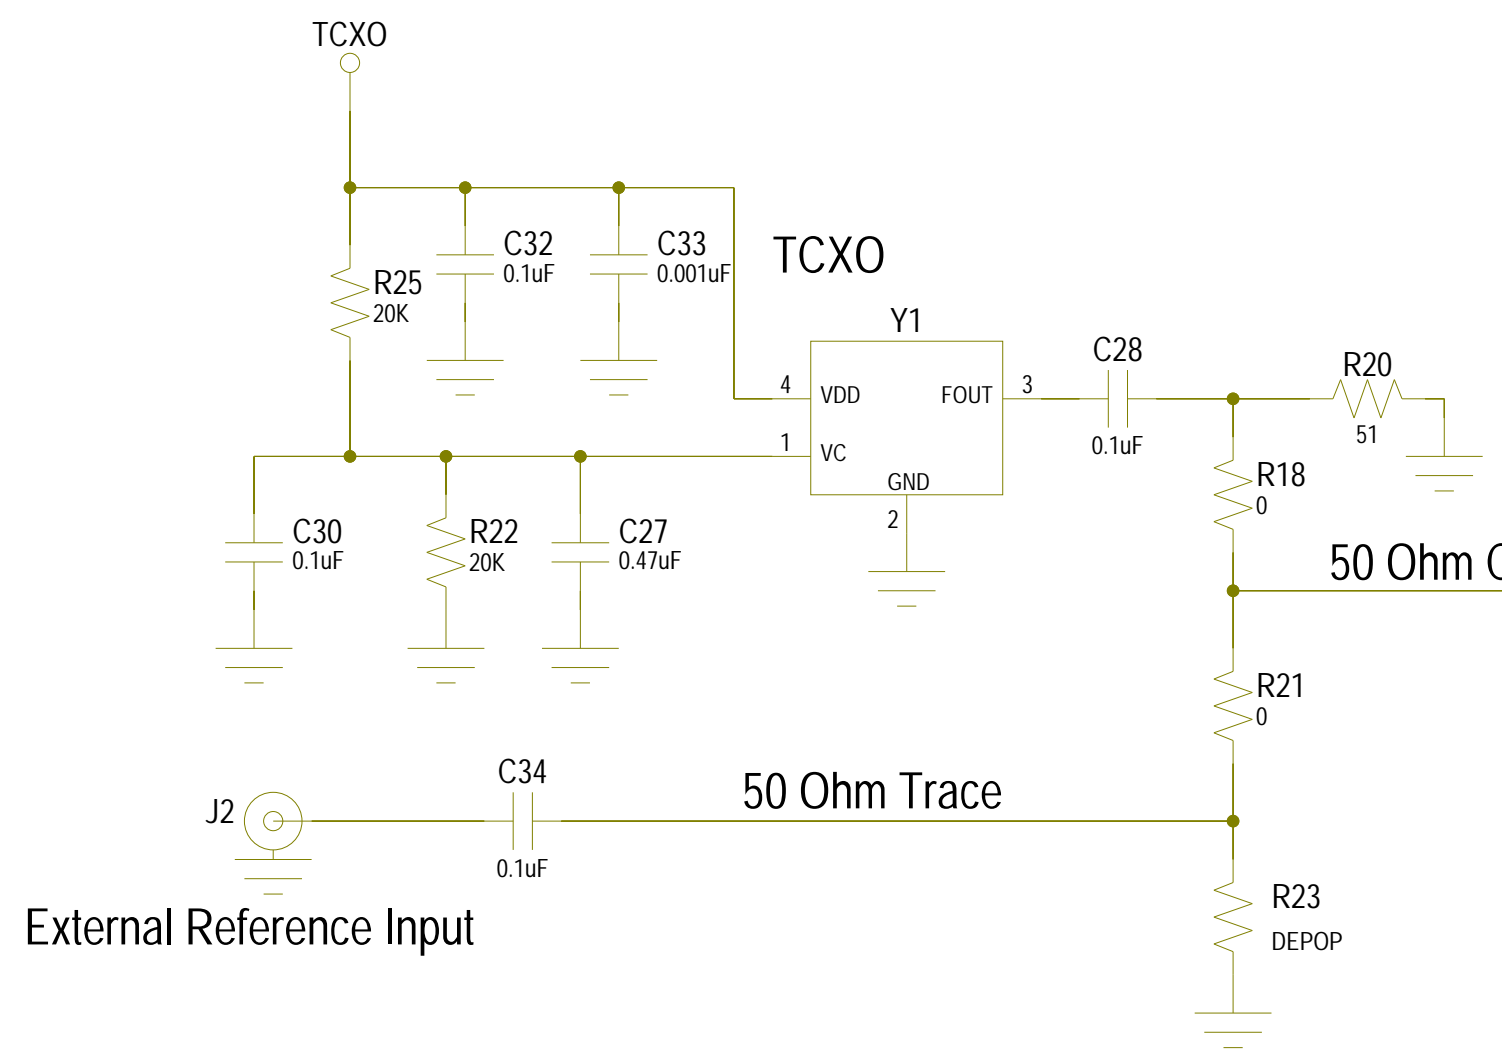 TCXO
C32
0.1uF
C33
0.001uF
TCXO
R25
20K
Y1
C28
0.1uF
R20
51
4
VDD
FOUT
3
1
VC
GND
2
R18
0
C30
0.1uF
R22
20K
C27
0.47uF
50 Ohm
R21
0
C34
0.1uF
50 Ohm Trace
J2
R23
DEPOP
External Reference Input